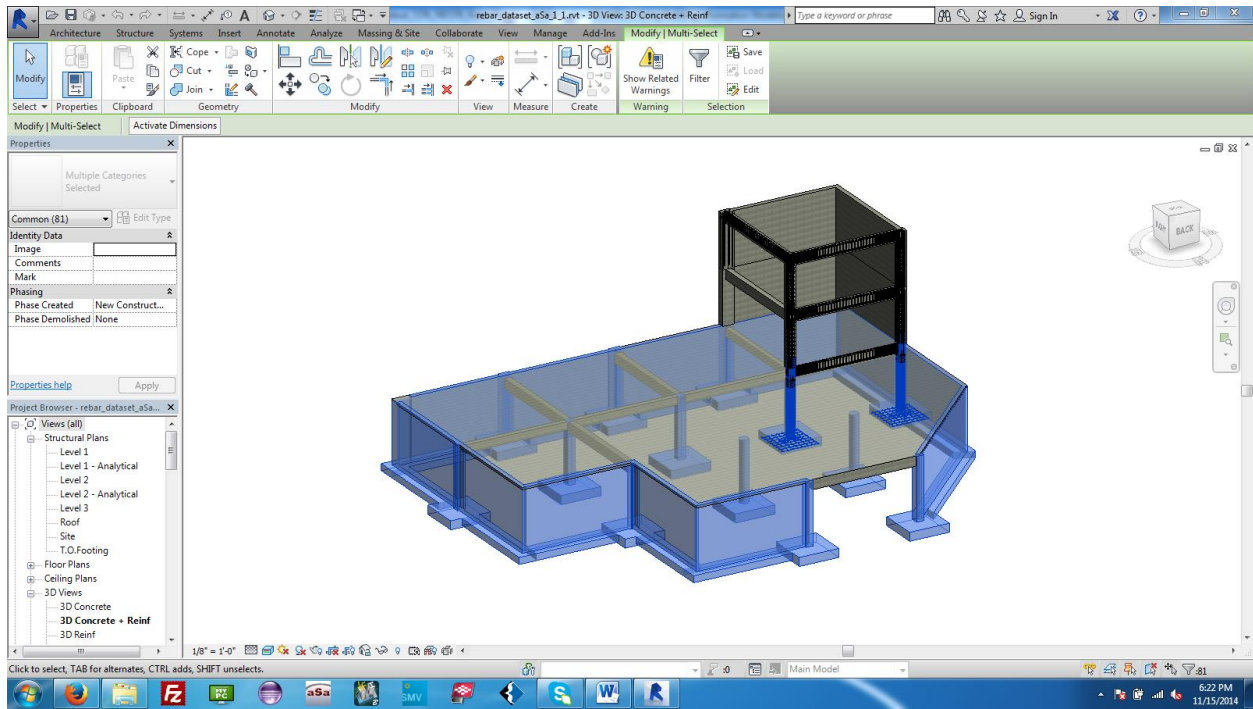 rebar_dataset_aSa_1_1.rvt - 3D View: 3D Concrete + Reinf
Type a keyword or phrase
Sign In
Architecture Structure Systems Insert Annotate Analyze Massing & Site Collaborate View Manage Add-Ins Modify | Multi-Select
Modify
Paste
Cope
Cut
Join
Show Related Warnings
Filter
Save
Load
Edit
Select Properties Clipboard Geometry Modify View Measure Create Warning Selection
Modify | Multi-Select Activate Dimensions
Properties
Multiple Categories
Selected
Common (81) Edit Type
Identity Data
Image
Comments
Mark
Phasing
Phase Created New Construct...
Phase Demolished None
Properties help Apply
Project Browser - rebar_dataset_aSa...
Views (all)
Structural Plans
Level 1
Level 1 - Analytical
Level 2
Level 2 - Analytical
Level 3
Roof
Site
T.O.Footing
Floor Plans
Ceiling Plans
3D Views
3D Concrete
3D Concrete + Reinf
3D Reinf
BACK
1/8" = 1'-0"
Click to select, TAB for alternates, CTRL adds, SHIFT unselects.
:0
Main Model
:81
PC
aSa
SMV
6:22 PM
11/15/2014